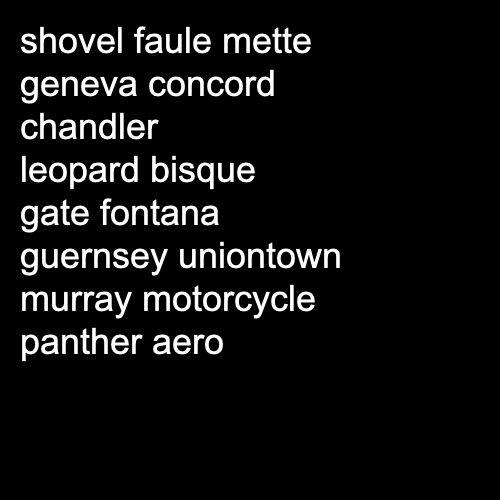 shovel faule mette
geneva concord
chandler
leopard bisque
gate fontana
guernsey uniontown
murray motorcycle
panther aero